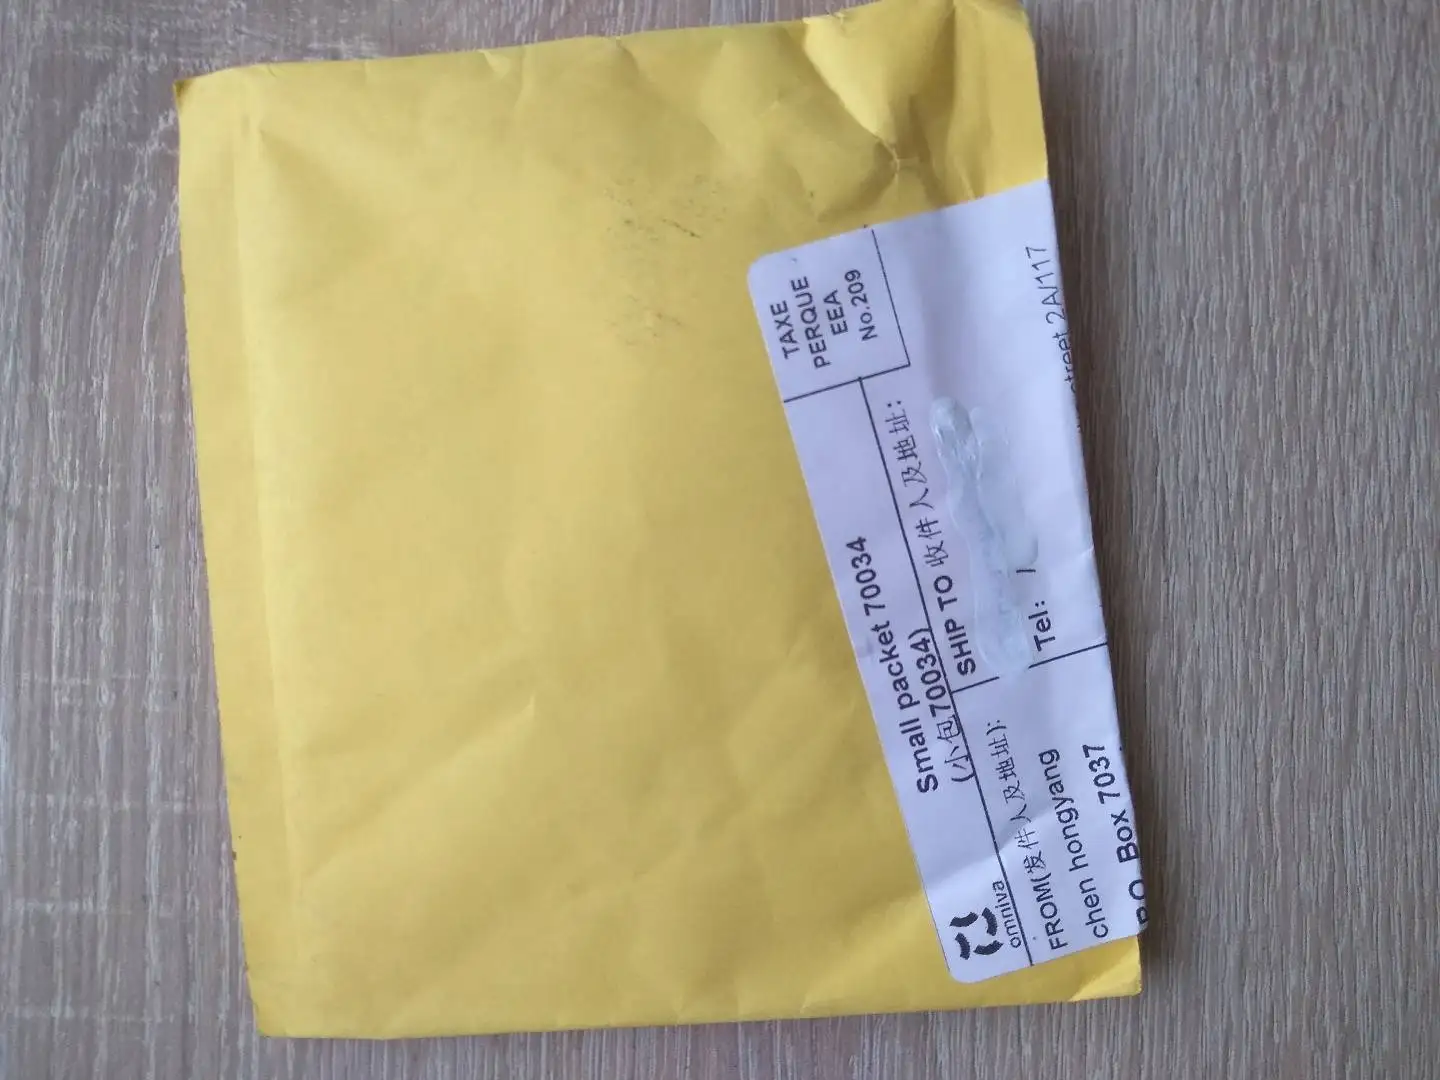 omniva
Small packet 70034
(小包70034)
TAXE
PERQUE
EEA
No.209
FROM(发件人及地址):
chen hongyang
P.O. Box 7037
SHIP TO 收件人及地址:
street 2A/117
Tel: